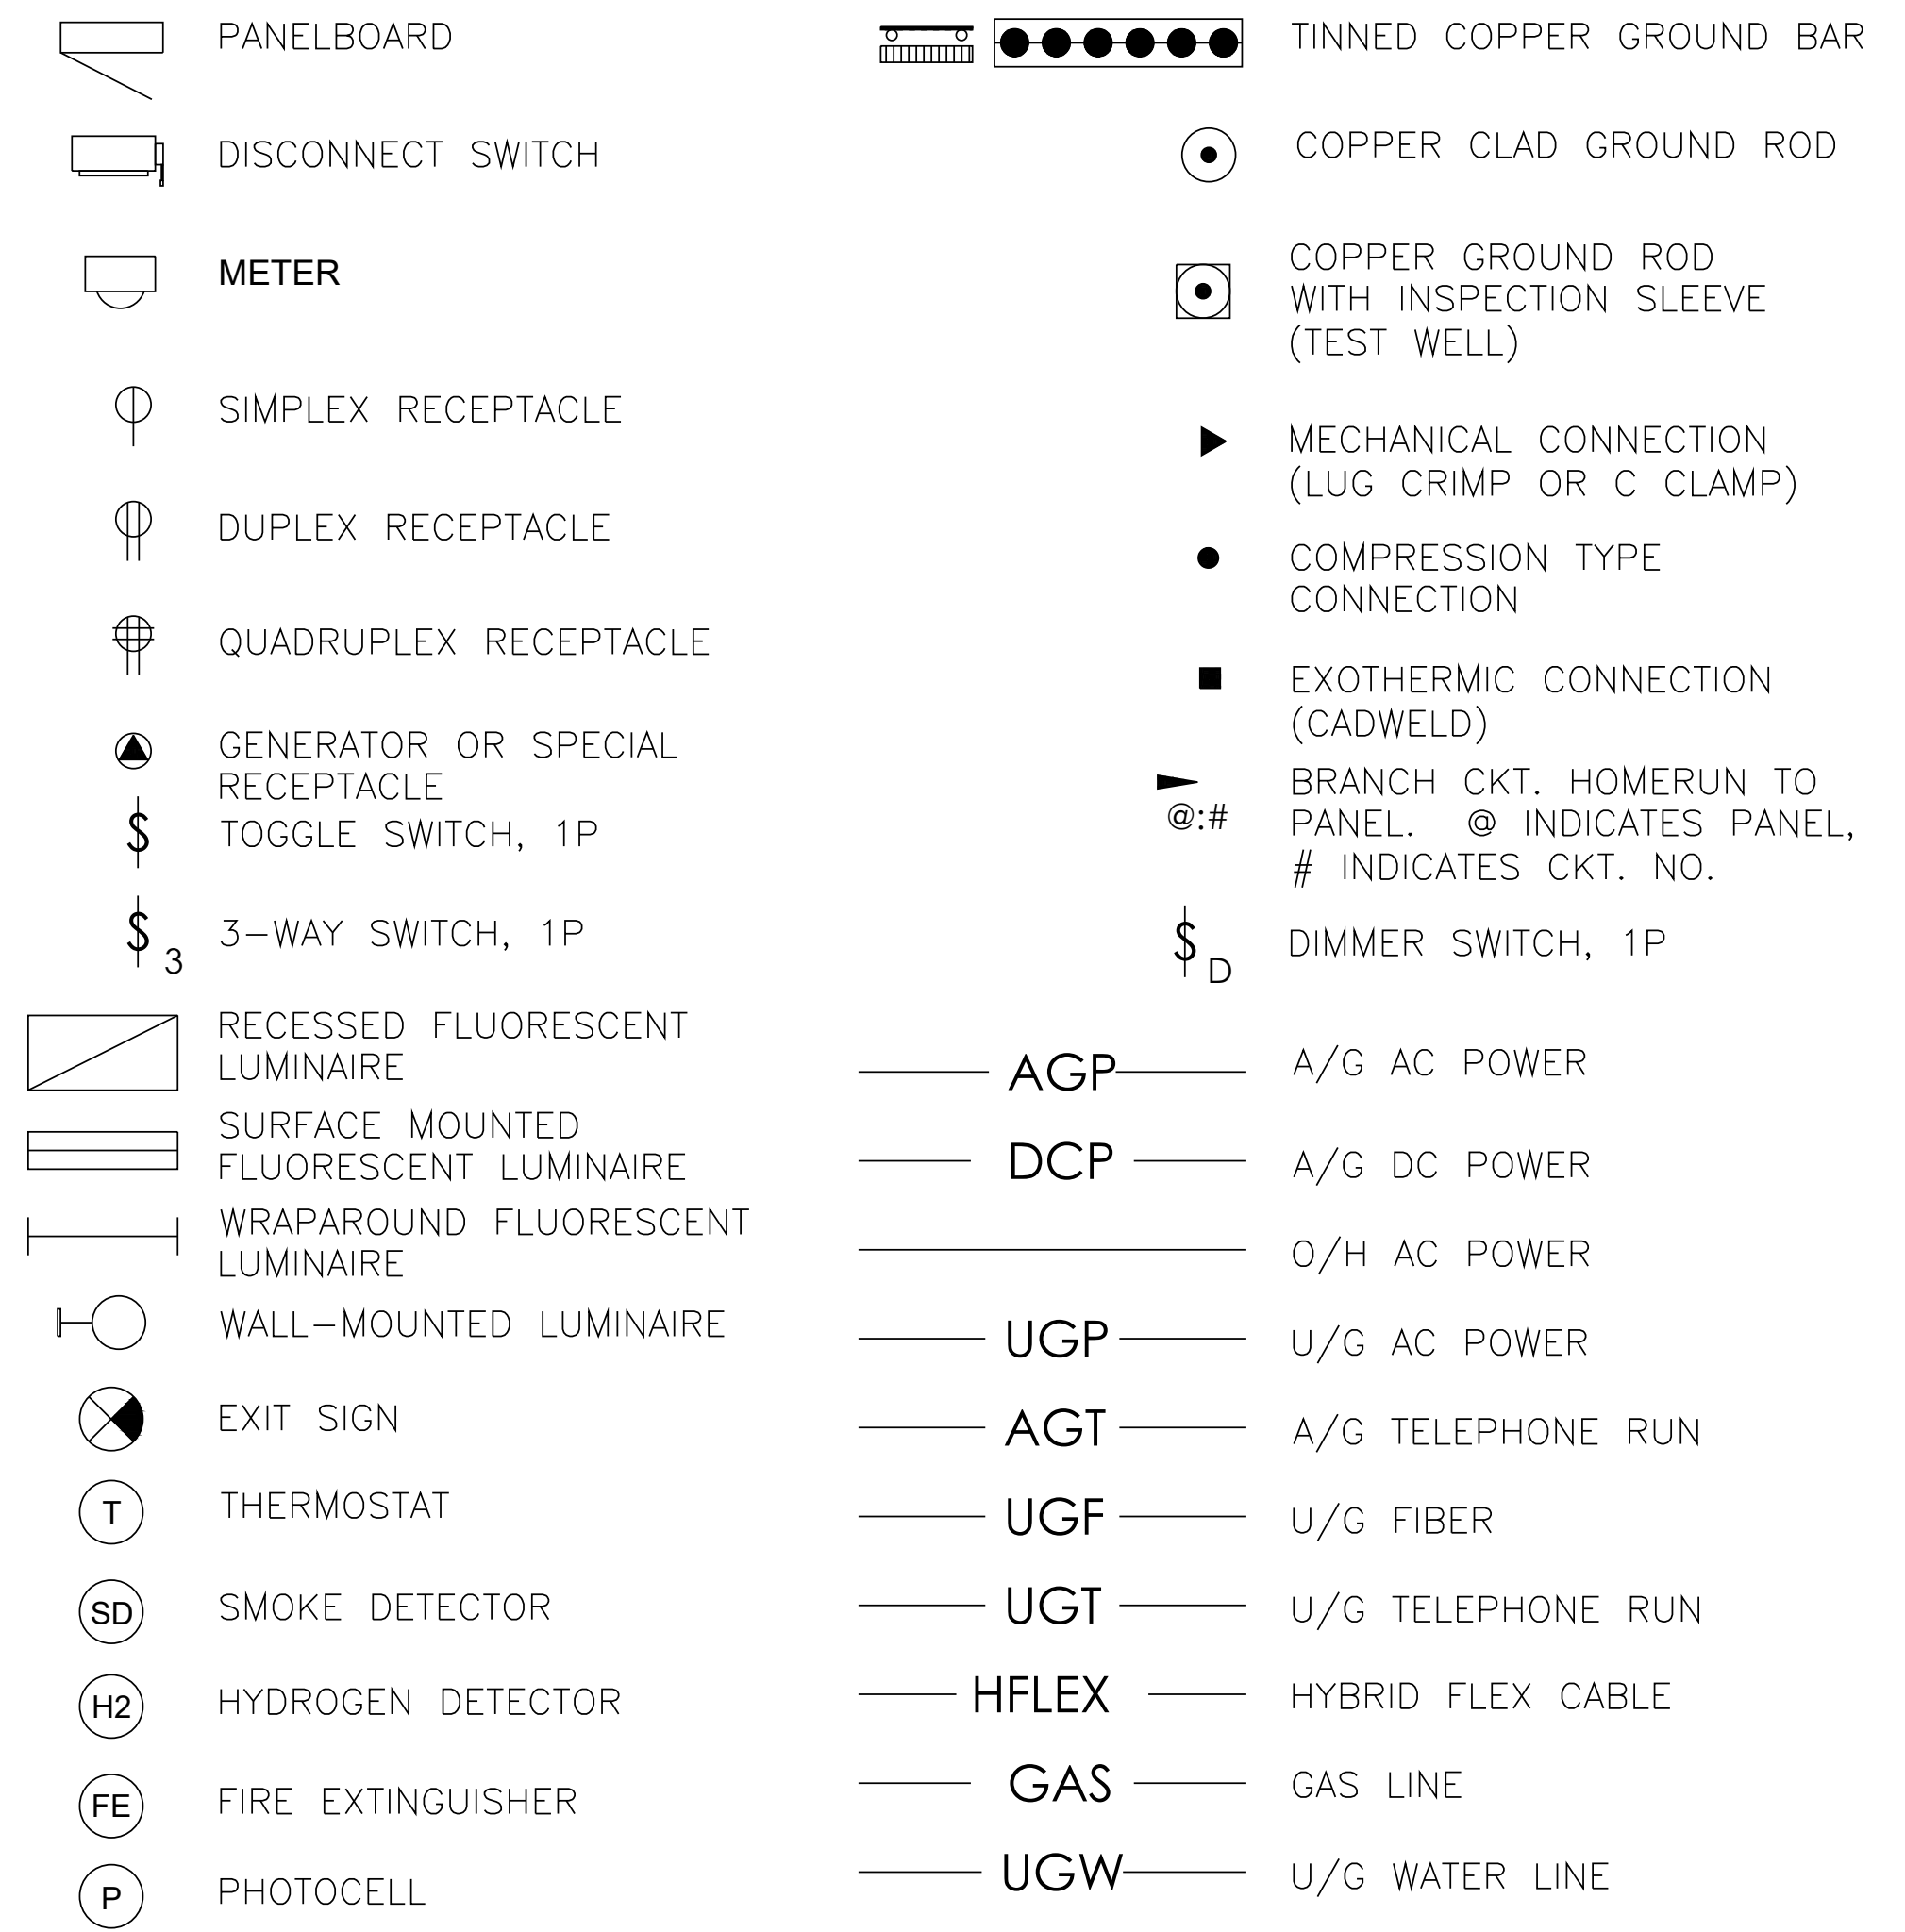 PANELBOARD
DISCONNECT SWITCH
METER
SIMPLEX RECEPTACLE
DUPLEX RECEPTACLE
QUADRUPLEX RECEPTACLE
GENERATOR OR SPECIAL
RECEPTACLE
$ TOGGLE SWITCH, 1P
$ 3 3-WAY SWITCH, 1P
RECESSED FLUORESCENT
LUMINAIRE
SURFACE MOUNTED
FLUORESCENT LUMINAIRE
WRAPAROUND FLUORESCENT
LUMINAIRE
WALL-MOUNTED LUMINAIRE
EXIT SIGN
T THERMOSTAT
SD SMOKE DETECTOR
H2 HYDROGEN DETECTOR
FE FIRE EXTINGUISHER
P PHOTOCELL
TINNED COPPER GROUND BAR
COPPER CLAD GROUND ROD
COPPER GROUND ROD
WITH INSPECTION SLEEVE
(TEST WELL)
MECHANICAL CONNECTION
(LUG CRIMP OR C CLAMP)
COMPRESSION TYPE
CONNECTION
EXOTHERMIC CONNECTION
(CADWELD)
BRANCH CKT. HOMERUN TO
@:# PANEL. @ INDICATES PANEL,
# INDICATES CKT. NO.
$ D DIMMER SWITCH, 1P
AGP A/G AC POWER
DCP A/G DC POWER
O/H AC POWER
UGP U/G AC POWER
AGT A/G TELEPHONE RUN
UGF U/G FIBER
UGT U/G TELEPHONE RUN
HFLEX HYBRID FLEX CABLE
GAS GAS LINE
UGW U/G WATER LINE